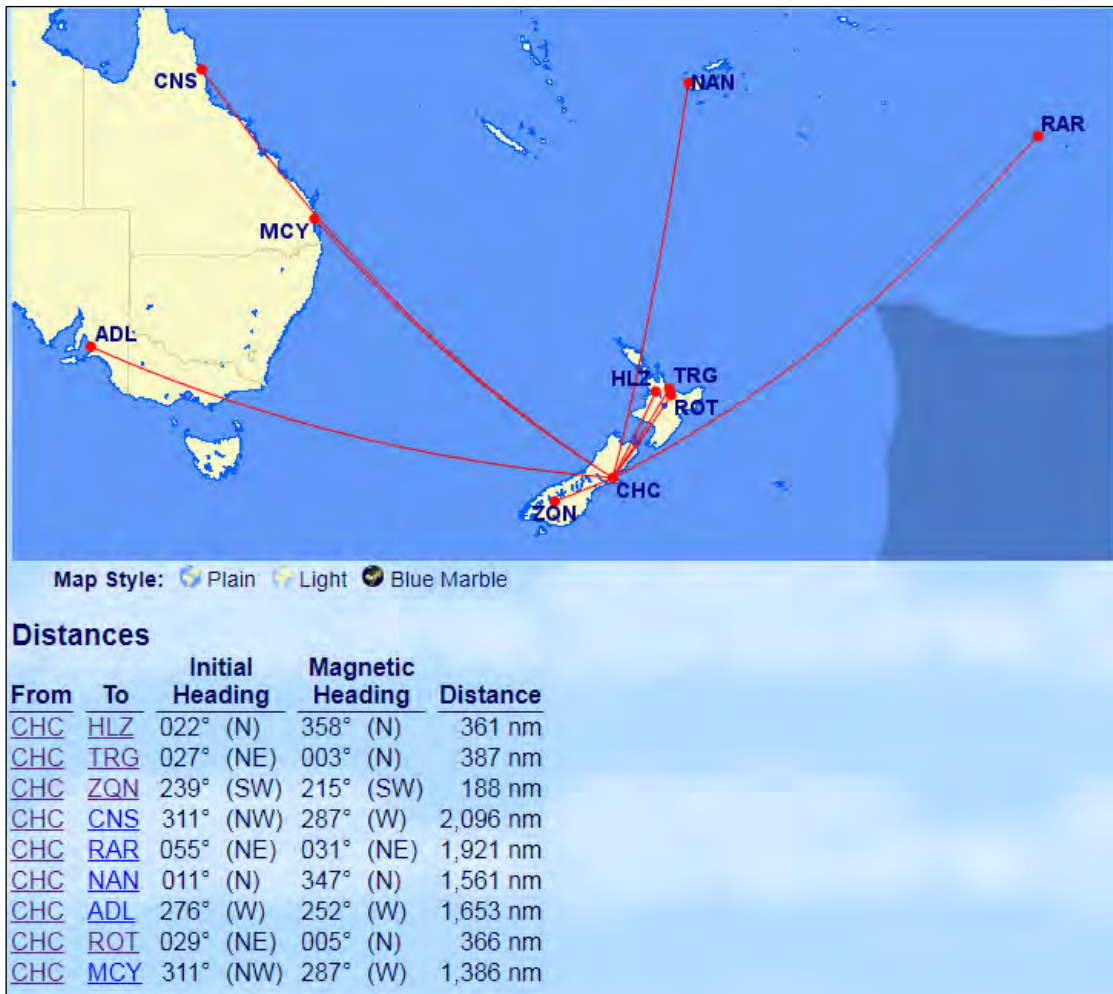 CNS
NAN
RAR
MCY
ADL
HLZ
TRG
ROT
CHC
ZQN
Map Style: Plain Light Blue Marble
Distances
Initial Magnetic
From To Heading Heading Distance
CHC HLZ 022° (N) 358° (N) 361 nm
CHC TRG 027° (NE) 003° (N) 387 nm
CHC ZQN 239° (SW) 215° (SW) 188 nm
CHC CNS 311° (NW) 287° (W) 2,096 nm
CHC RAR 055° (NE) 031° (NE) 1,921 nm
CHC NAN 011° (N) 347° (N) 1,561 nm
CHC ADL 276° (W) 252° (W) 1,653 nm
CHC ROT 029° (NE) 005° (N) 366 nm
CHC MCY 311° (NW) 287° (W) 1,386 nm